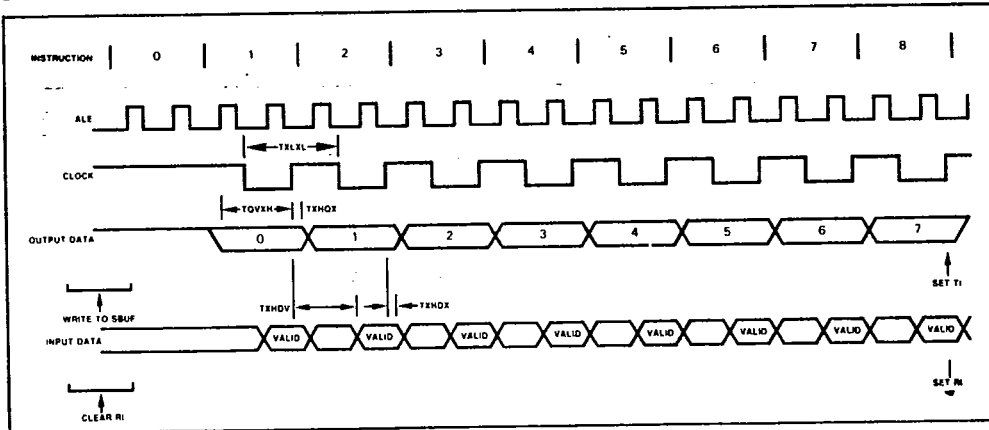 INSTRUCTION 0 1 2 3 4 5 6 7 8
ALE
TXLXL
CLOCK
TQVXH TXHQX
OUTPUT DATA 0 1 2 3 4 5 6 7
SET TI
TXHDV TXHDX
WRITE TO SBUF
INPUT DATA VALID VALID VALID VALID VALID VALID VALID VALID
SET RI
CLEAR RI